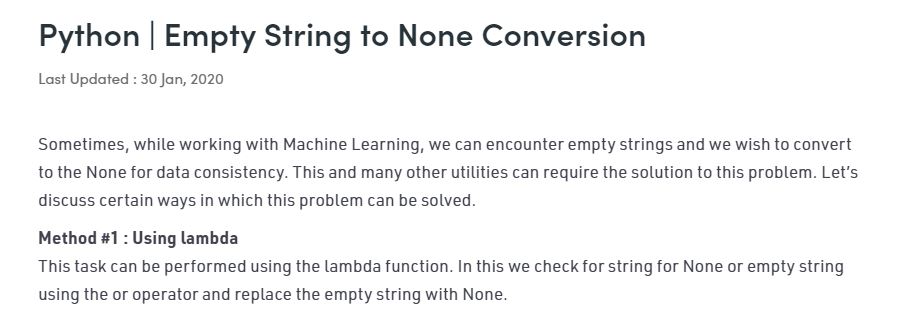 Python | Empty String to None Conversion
Last Updated : 30 Jan, 2020
Sometimes, while working with Machine Learning, we can encounter empty strings and we wish to convert
to the None for data consistency. This and many other utilities can require the solution to this problem. Let's
discuss certain ways in which this problem can be solved.
Method #1 : Using lambda
This task can be performed using the lambda function. In this we check for string for None or empty string
using the or operator and replace the empty string with None.